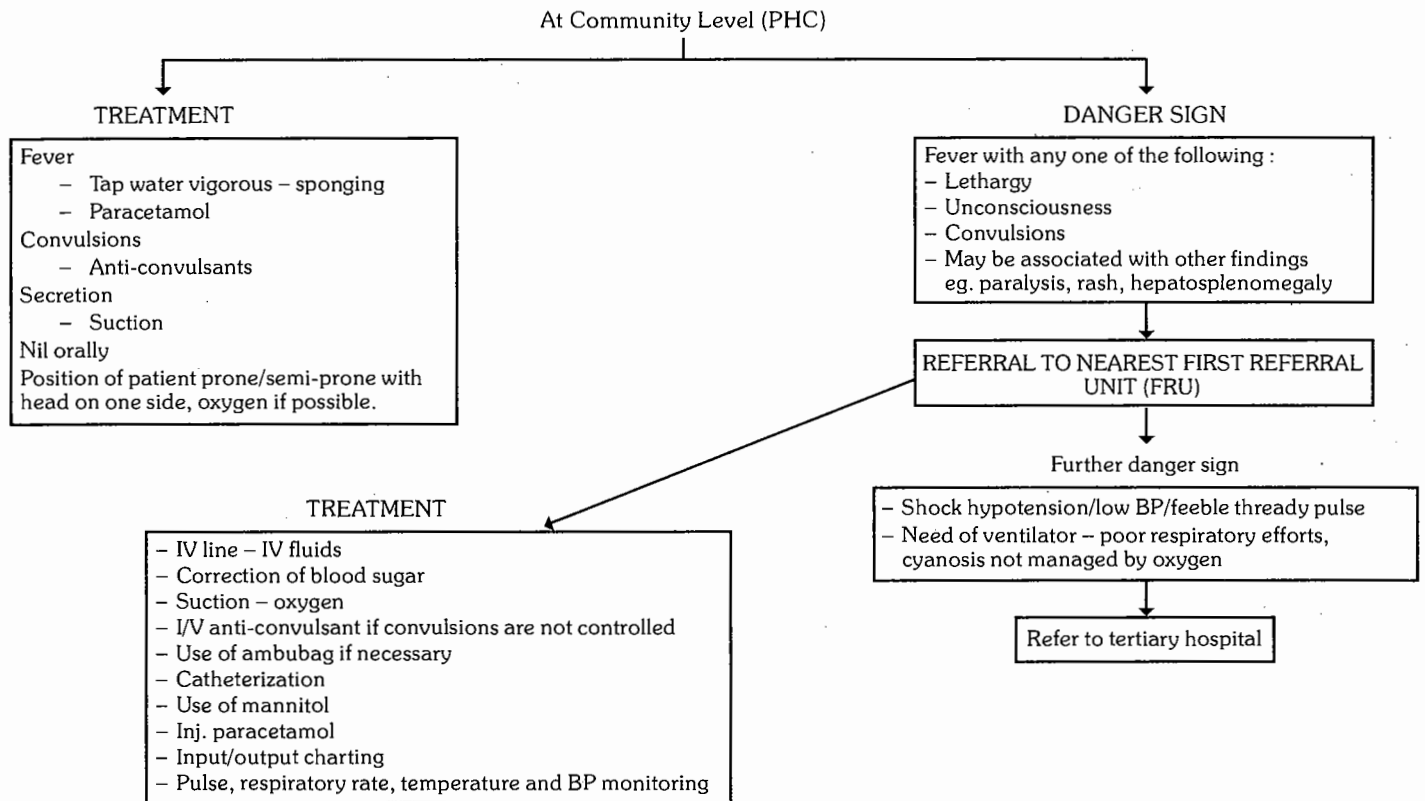 At Community Level (PHC)
TREATMENT
Fever
– Tap water vigorous – sponging
– Paracetamol
Convulsions
– Anti-convulsants
Secretion
– Suction
Nil orally
Position of patient prone/semi-prone with
head on one side, oxygen if possible.
DANGER SIGN
Fever with any one of the following :
– Lethargy
– Unconsciousness
– Convulsions
– May be associated with other findings
eg. paralysis, rash, hepatosplenomegaly
REFERRAL TO NEAREST FIRST REFERRAL
UNIT (FRU)
Further danger sign
– Shock hypotension/low BP/feeble thready pulse
– Need of ventilator – poor respiratory efforts,
cyanosis not managed by oxygen
Refer to tertiary hospital
TREATMENT
– IV line – IV fluids
– Correction of blood sugar
– Suction – oxygen
– I/V anti-convulsant if convulsions are not controlled
– Use of ambubag if necessary
– Catheterization
– Use of mannitol
– Inj. paracetamol
– Input/output charting
– Pulse, respiratory rate, temperature and BP monitoring